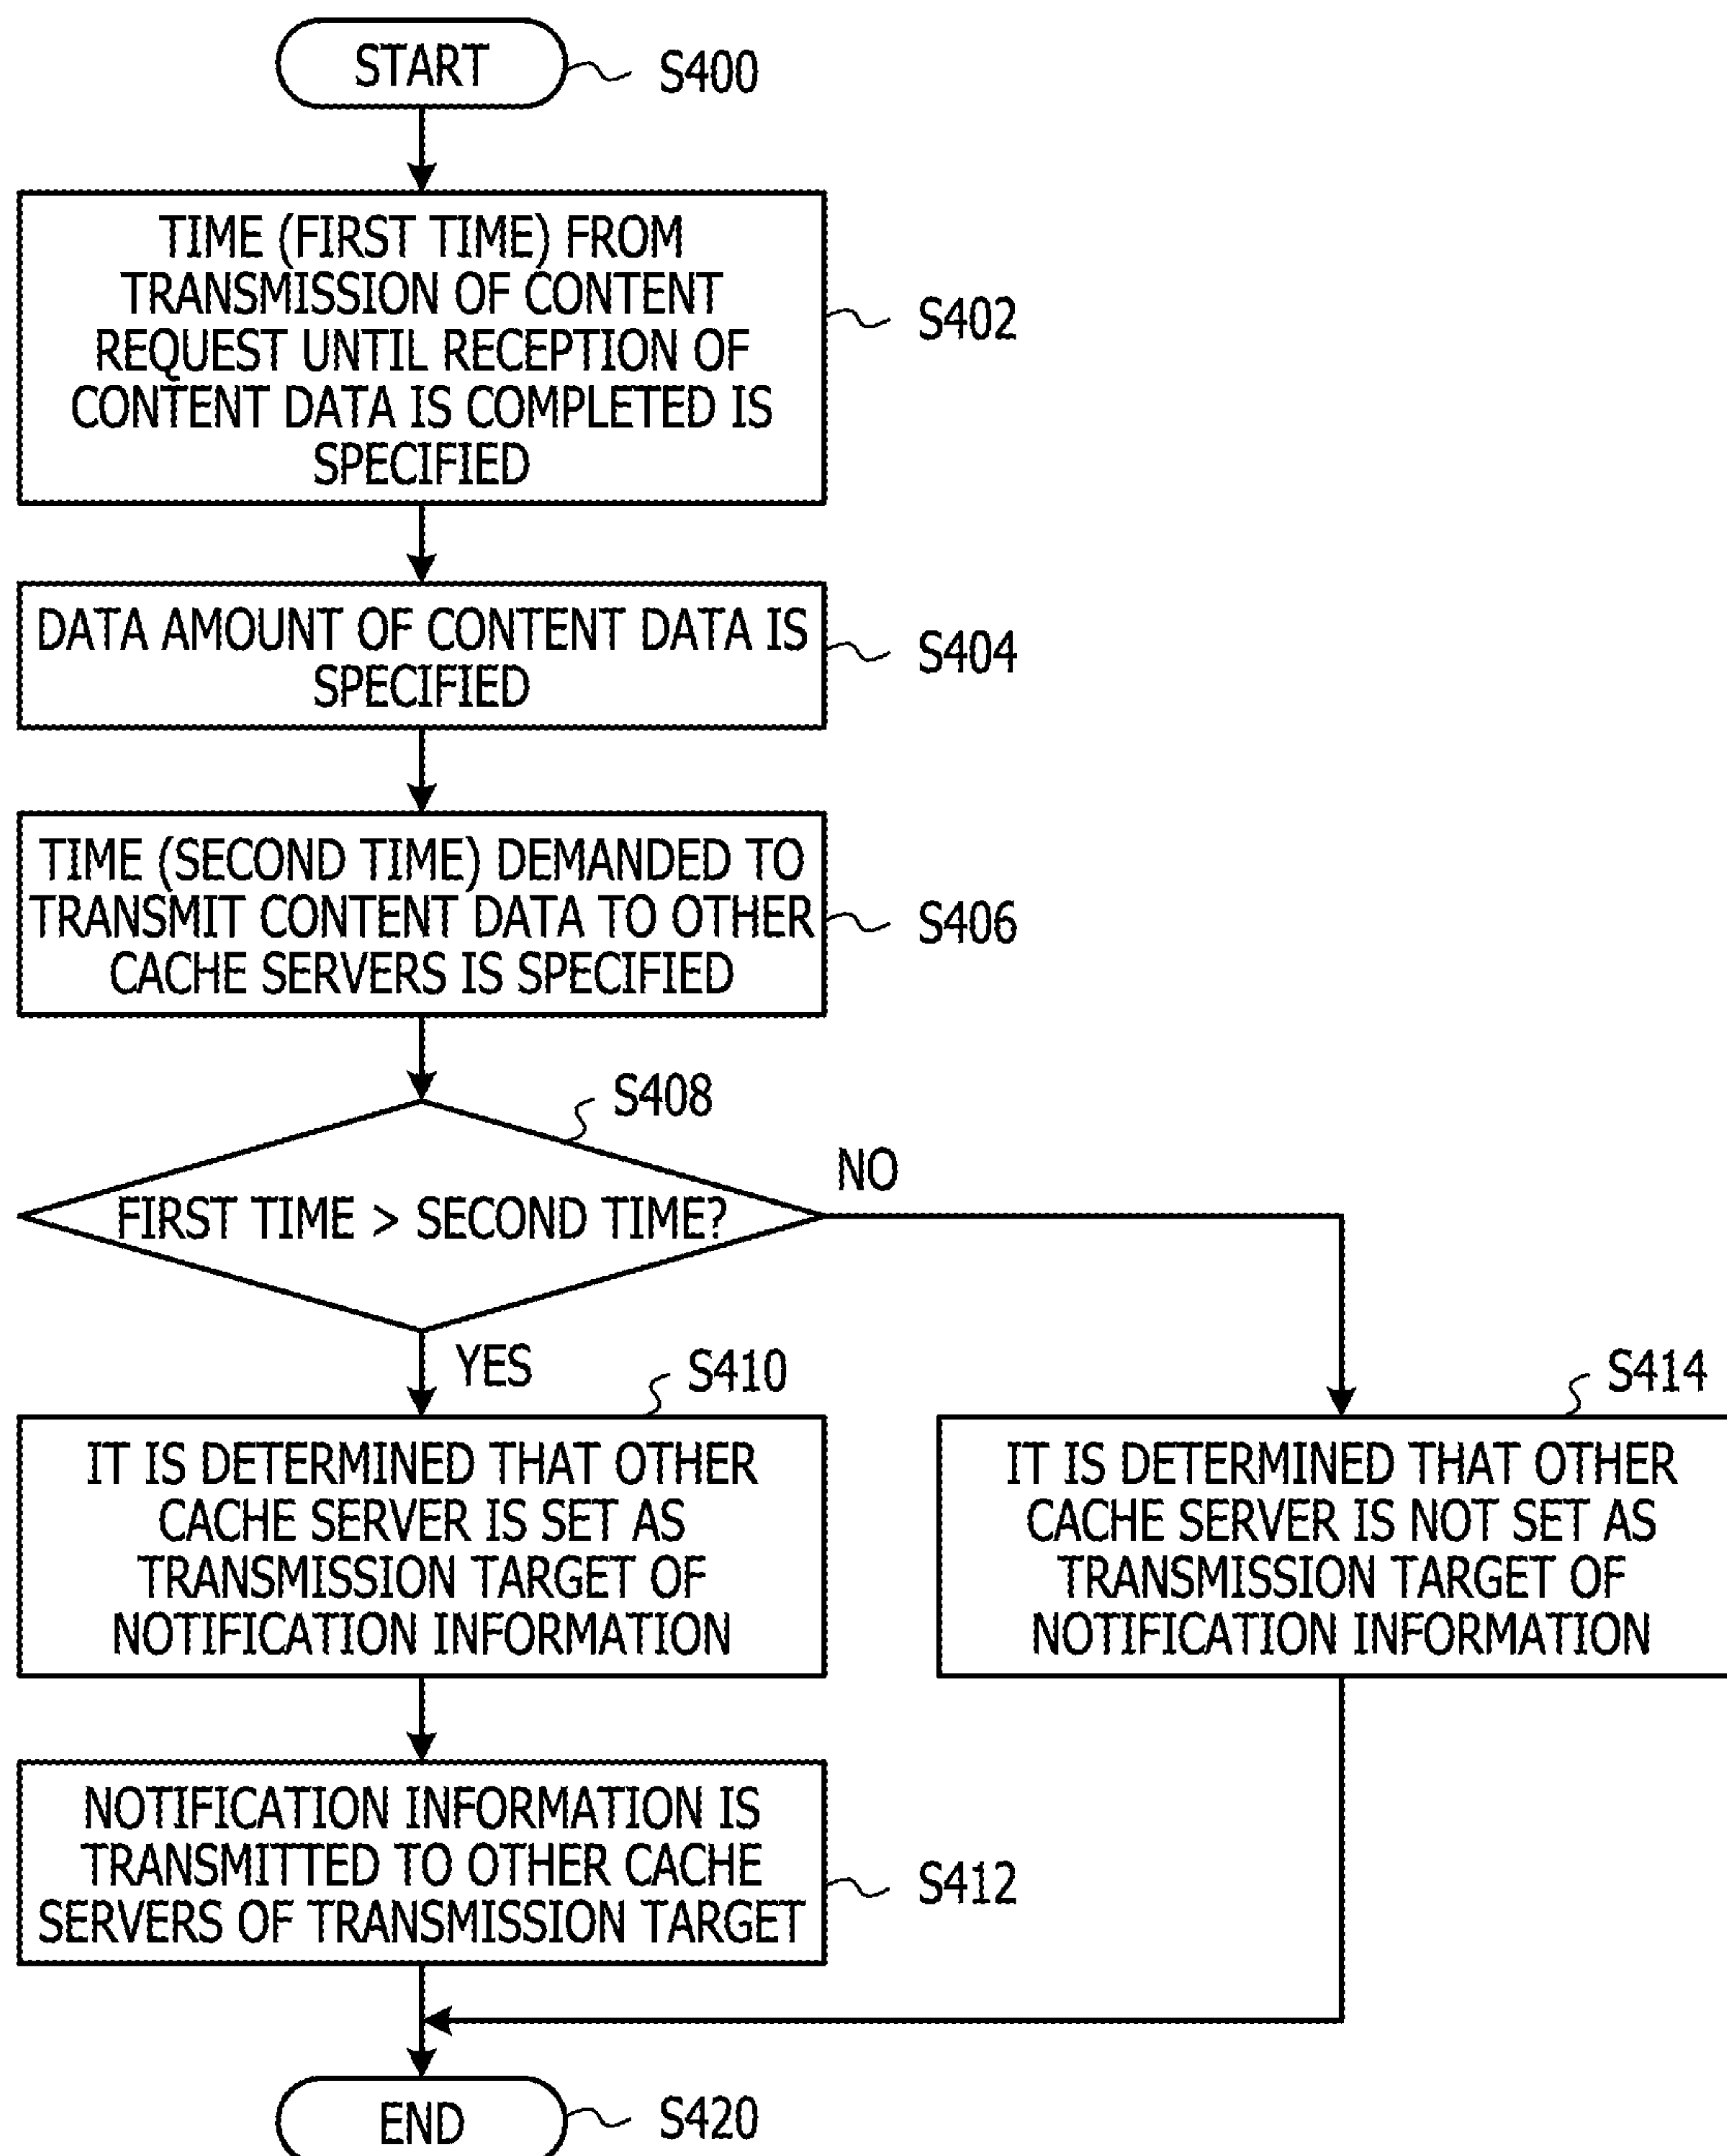 START
S400
TIME (FIRST TIME) FROM
TRANSMISSION OF CONTENT
REQUEST UNTIL RECEPTION OF
CONTENT DATA IS COMPLETED IS
SPECIFIED
S402
DATA AMOUNT OF CONTENT DATA IS
SPECIFIED
S404
TIME (SECOND TIME) DEMANDED TO
TRANSMIT CONTENT DATA TO OTHER
CACHE SERVERS IS SPECIFIED
S406
S408
FIRST TIME > SECOND TIME?
NO
YES
S410
IT IS DETERMINED THAT OTHER
CACHE SERVER IS SET AS
TRANSMISSION TARGET OF
NOTIFICATION INFORMATION
S414
IT IS DETERMINED THAT OTHER
CACHE SERVER IS NOT SET AS
TRANSMISSION TARGET OF
NOTIFICATION INFORMATION
NOTIFICATION INFORMATION IS
TRANSMITTED TO OTHER CACHE
SERVERS OF TRANSMISSION TARGET
S412
END
S420